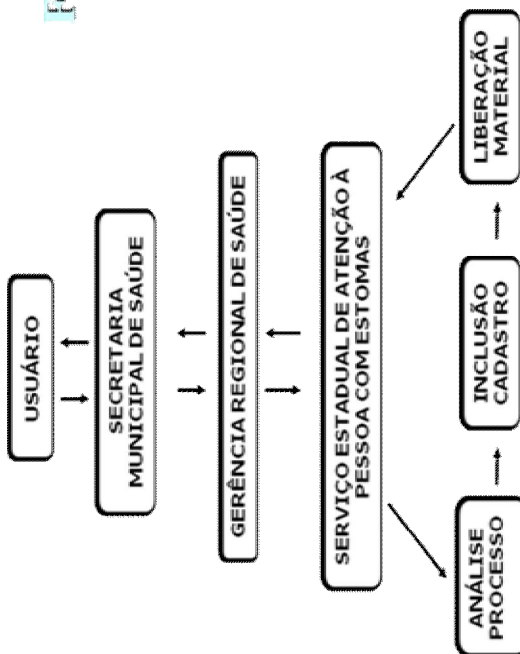 USUÁRIO
SECRETARIA
MUNICIPAL DE SAÚDE
GERÊNCIA REGIONAL DE SAÚDE
SERVIÇO ESTADUAL DE ATENÇÃO À
PESSOA COM ESTOMAS
ANÁLISE
PROCESSO
INCLUSÃO
CADASTRO
LIBERAÇÃO
MATERIAL